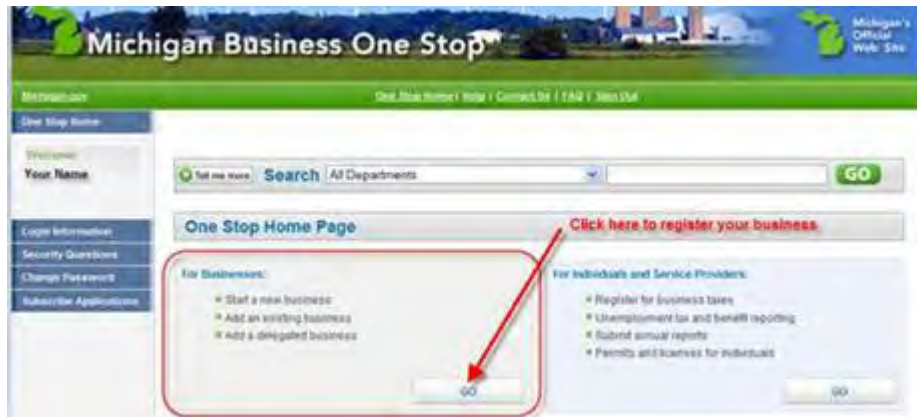 Michigan Business One Stop
Michigan's
Official
Web Site
Michigan.gov
One Stop Home | Help | Contact Us | FAQ | Sign Out
One Stop Home
Welcome
Your Name
Tell me more Search All Departments GO
Login Information
Security Questions
Change Password
Subscribe Applications
One Stop Home Page
Click here to register your business
For Businesses:
Start a new business
Add an existing business
Add a delegated business
GO
For Individuals and Service Providers:
Register for business taxes
Unemployment tax and benefit reporting
Submit annual reports
Permits and licenses for individuals
GO